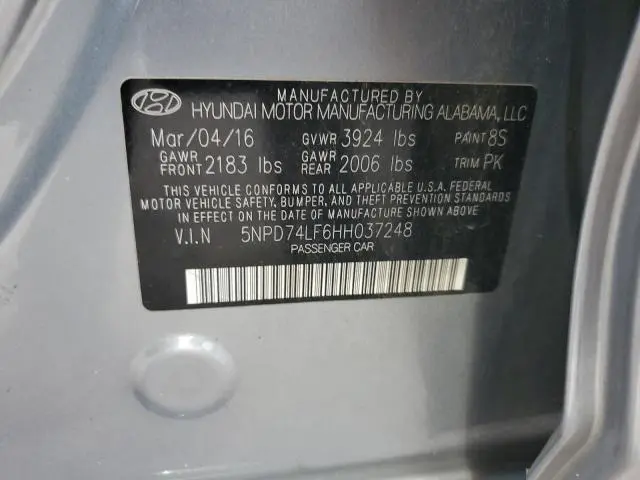 MANUFACTURED BY
HYUNDAI MOTOR MANUFACTURING ALABAMA, LLC
Mar/04/16 GVWR 3924 lbs PAINT 8S
GAWR FRONT 2183 lbs GAWR REAR 2006 lbs TRIM PK
THIS VEHICLE CONFORMS TO ALL APPLICABLE U.S.A. FEDERAL
MOTOR VEHICLE SAFETY, BUMPER, AND THEFT PREVENTION STANDARDS
IN EFFECT ON THE DATE OF MANUFACTURE SHOWN ABOVE
V.I.N 5NPD74LF6HH037248
PASSENGER CAR